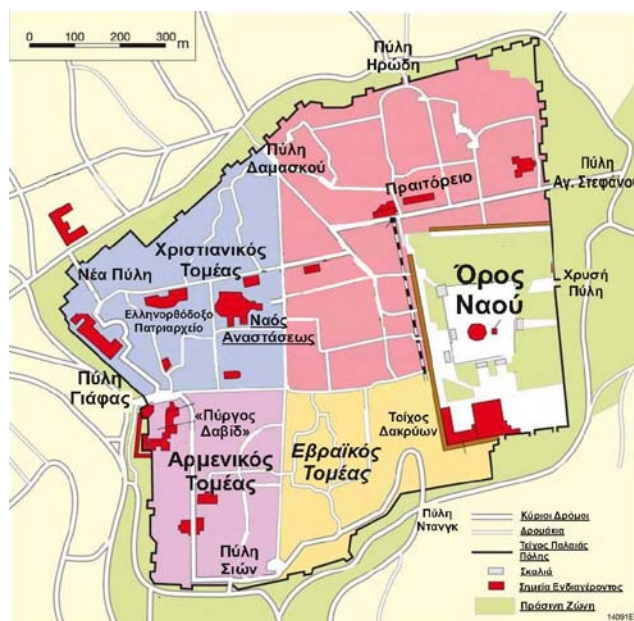 0 100 200 300
m
Πύλη
Ηρώδη
Πύλη
Δαμασκού
Πραιτόρειο
Πύλη
Αγ. Στεφάνου
Χριστιανικός
Τομέας
Νέα Πύλη
Ελληνορθόδοξο
Πατριαρχείο
Ναός
Αναστάσεως
Όρος
Ναού
Χρυσή
Πύλη
Πύλη
Γιάφας
«Πύργος
Δαβίδ»
Τοίχος
Δακρύων
Αρμενικός
Τομέας
Εβραϊκός
Τομέας
Πύλη
Ντανγκ
Πύλη
Σιών
Κύριοι Δρόμοι
Δρομάκια
Τείχος Παλαιάς
Πόλης
Σκαλιά
Σημεία Ενδιαφέροντος
Πράσινη Ζώνη
14091E